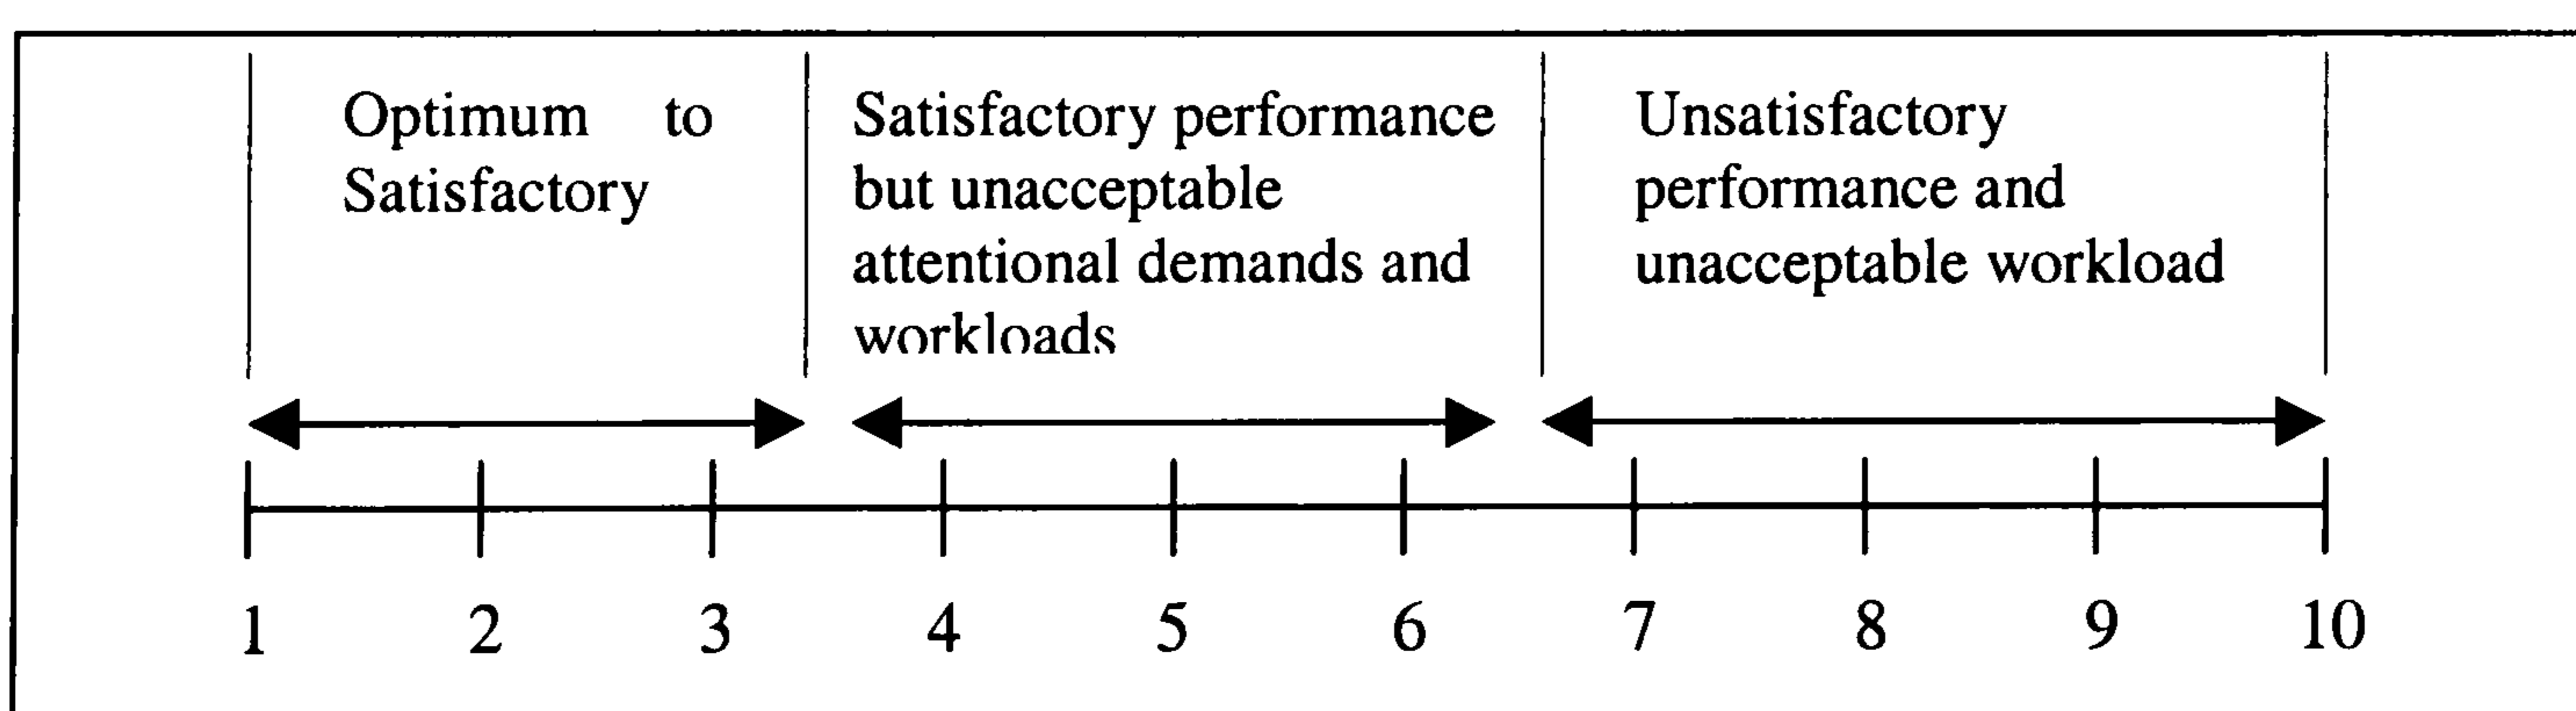 Optimum to
Satisfactory
Satisfactory performance
but unacceptable
attentional demands and
workloads
Unsatisfactory
performance and
unacceptable workload
1 2 3 4 5 6 7 8 9 10